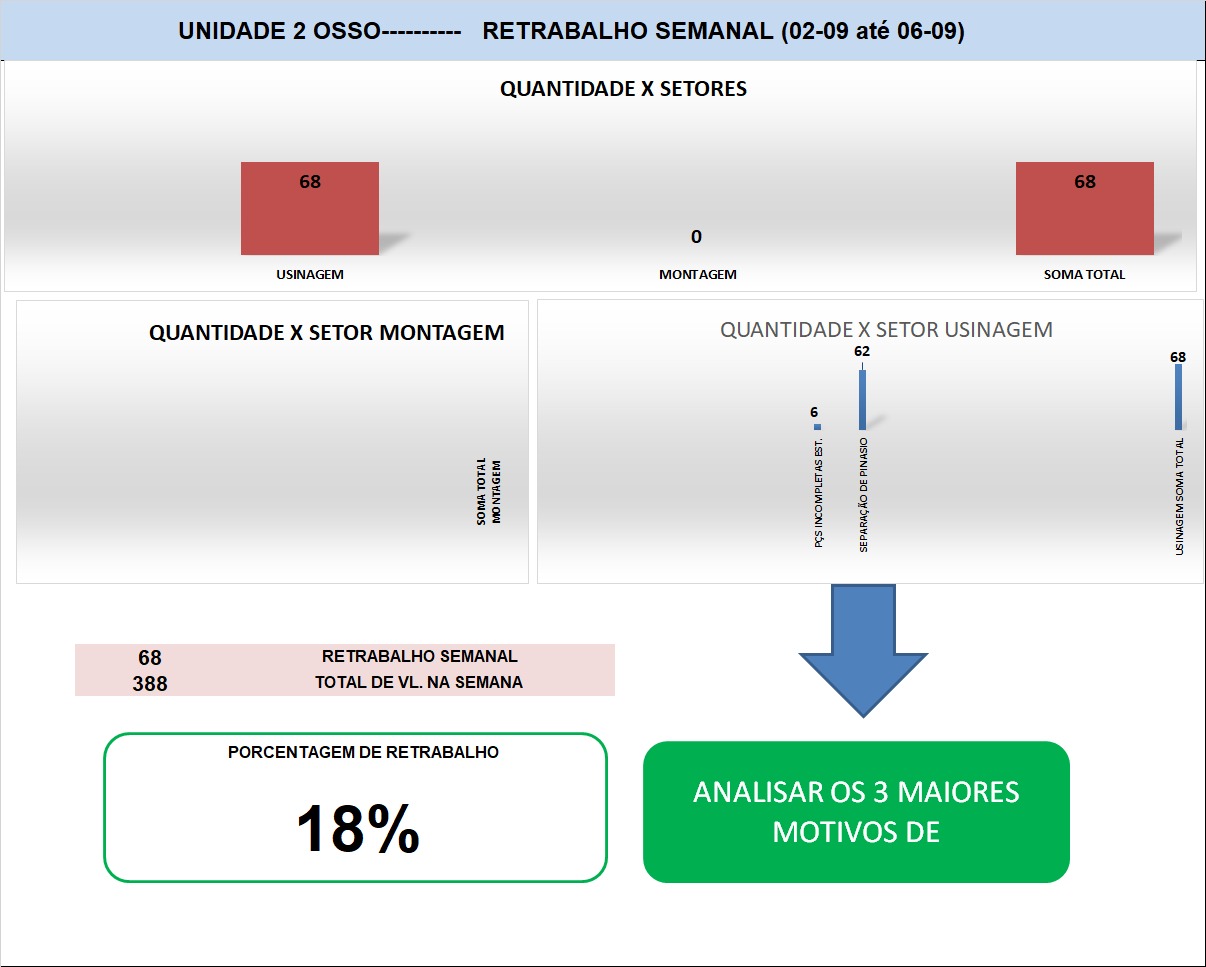 UNIDADE 2 OSSO---------- RETRABALHO SEMANAL (02-09 até 06-09)
QUANTIDADE X SETORES
68
0
68
USINAGEM
MONTAGEM
SOMA TOTAL
QUANTIDADE X SETOR MONTAGEM
SOMA TOTAL
MONTAGEM
QUANTIDADE X SETOR USINAGEM
6
62
68
PÇS INCOMPLETAS EST.
SEPARAÇÃO DE PINASIO
USINAGEM SOMA TOTAL
68 RETRABALHO SEMANAL
388 TOTAL DE VL. NA SEMANA
PORCENTAGEM DE RETRABALHO
18%
ANALISAR OS 3 MAIORES
MOTIVOS DE